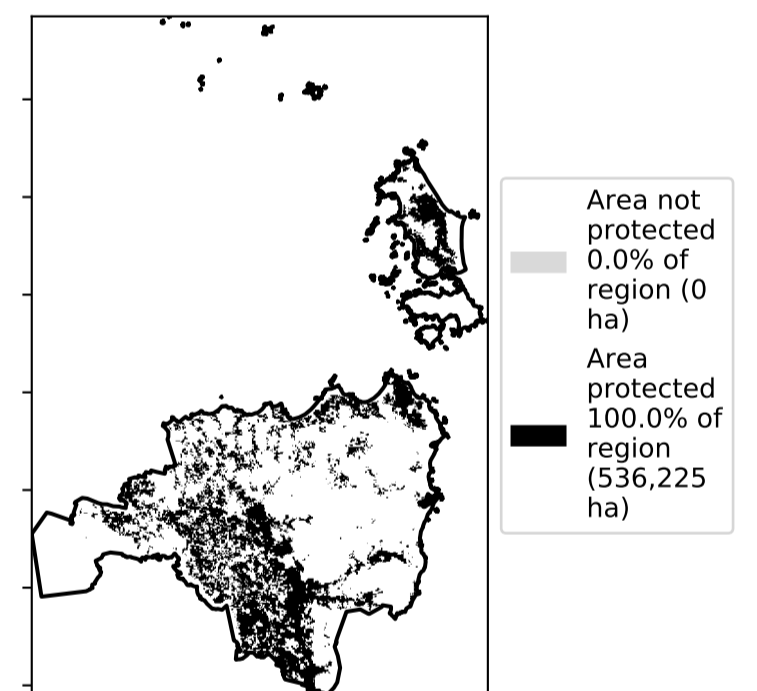 Area not
protected
0.0% of
region (0
ha)
Area
protected
100.0% of
region
(536,225
ha)